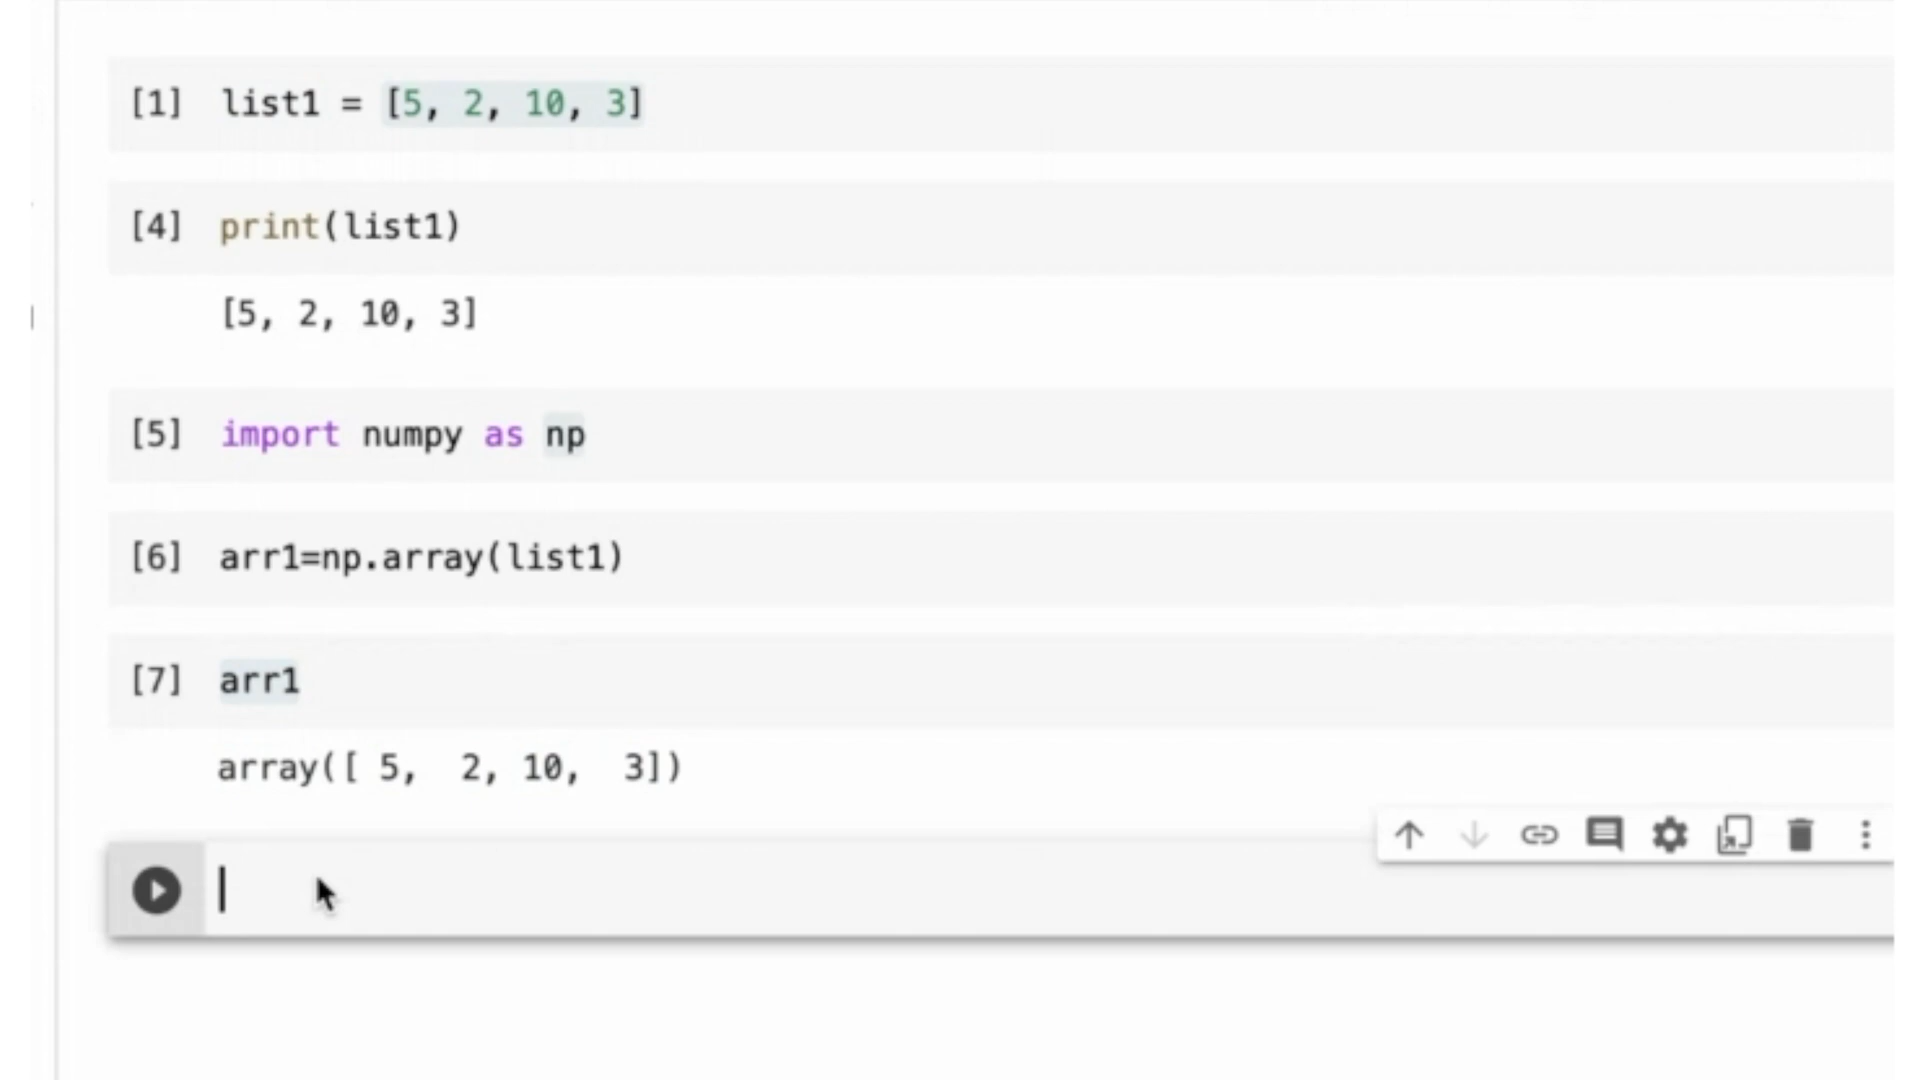 [1] list1 = [5, 2, 10, 3]
[4] print(list1)
[5, 2, 10, 3]
[5] import numpy as np
[6] arr1=np.array(list1)
[7] arr1
array([ 5,  2, 10,  3])